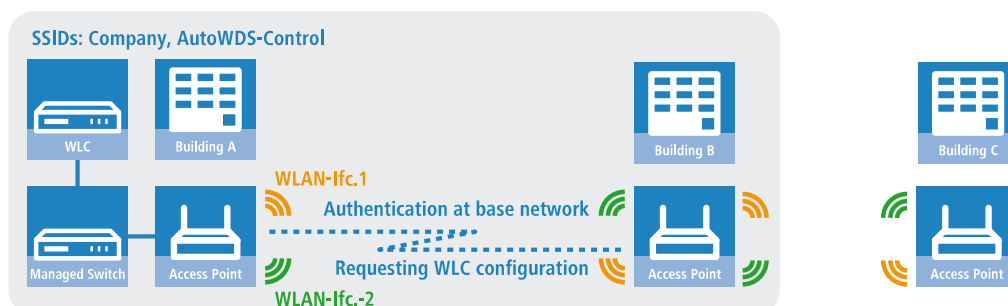 SSIDs: Company, AutoWDS-Control
WLC
Building A
Building B
Building C
WLAN-Ifc.1
Authentication at base network
Requesting WLC configuration
Managed Switch
Access Point
Access Point
Access Point
WLAN-Ifc.-2